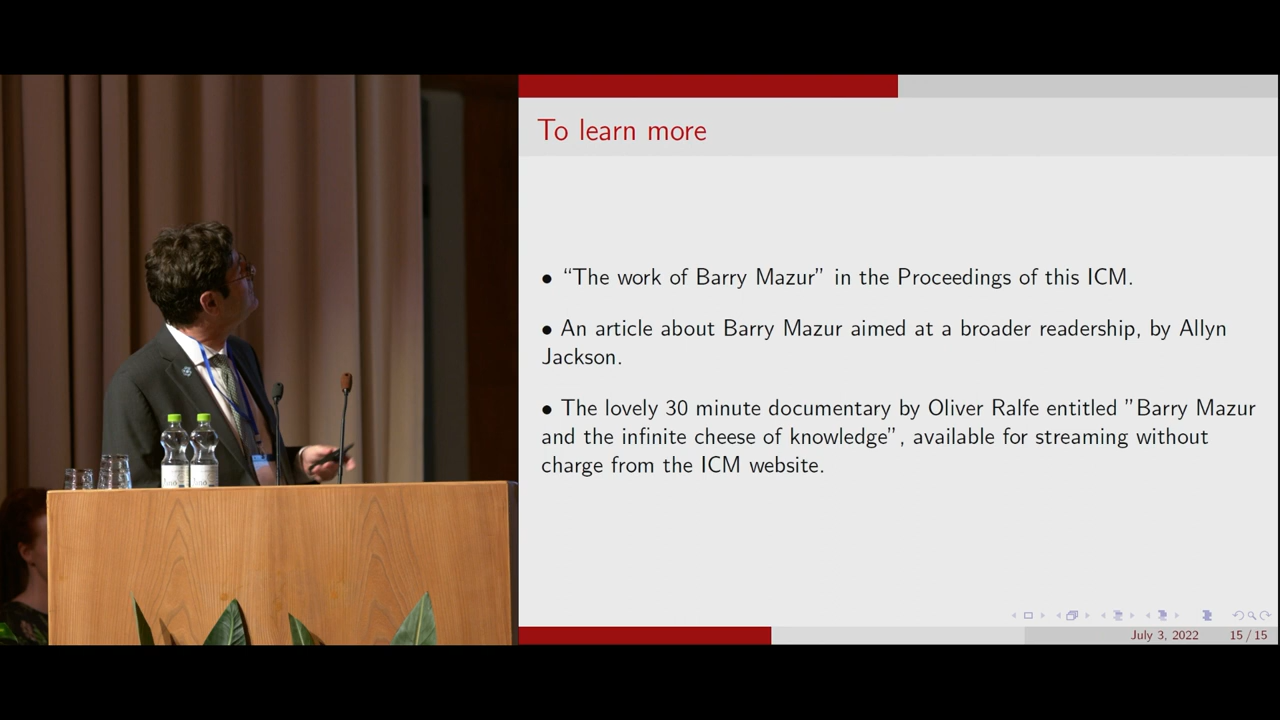 To learn more
• “The work of Barry Mazur” in the Proceedings of this ICM.
• An article about Barry Mazur aimed at a broader readership, by Allyn
Jackson.
• The lovely 30 minute documentary by Oliver Ralfe entitled ”Barry Mazur
and the infinite cheese of knowledge”, available for streaming without
charge from the ICM website.
July 3, 2022 15 / 15